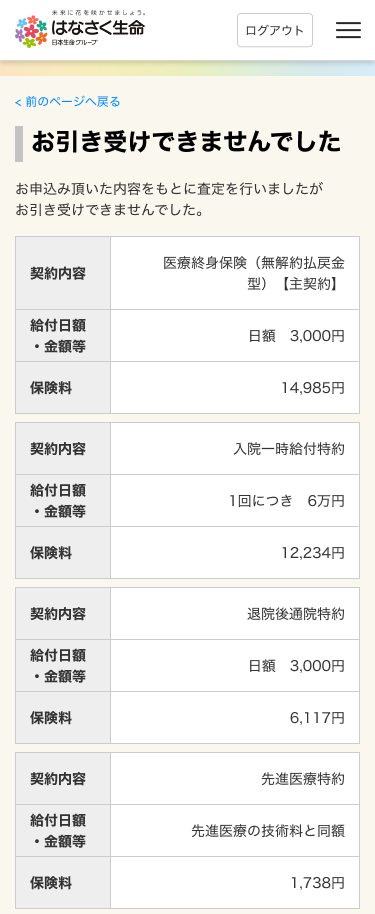 未来に花を咲かせましょう。
はなさく生命
日本生命グループ
ログアウト
< 前のページへ戻る
お引き受けできませんでした
お申込み頂いた内容をもとに査定を行いましたが
お引き受けできませんでした。
契約内容
医療終身保険（無解約払戻金
型）【主契約】
給付日額
・金額等
日額　3,000円
保険料
14,985円
契約内容
入院一時給付特約
給付日額
・金額等
1回につき　6万円
保険料
12,234円
契約内容
退院後通院特約
給付日額
・金額等
日額　3,000円
保険料
6,117円
契約内容
先進医療特約
給付日額
・金額等
先進医療の技術料と同額
保険料
1,738円